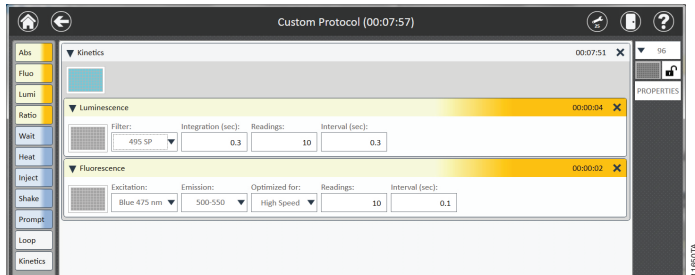 Custom Protocol (00:07:57)
25
?
Abs
Fluo
Lumi
Ratio
Wait
Heat
Inject
Shake
Prompt
Loop
Kinetics
Kinetics 00:07:51
Luminescence 00:00:04
Filter: Integration (sec): Readings: Interval (sec):
495 SP 0.3 10 0.3
Fluorescence 00:00:02
Excitation: Emission: Optimized for: Readings: Interval (sec):
Blue 475 nm 500-550 High Speed 10 0.1
96
PROPERTIES
11850TA